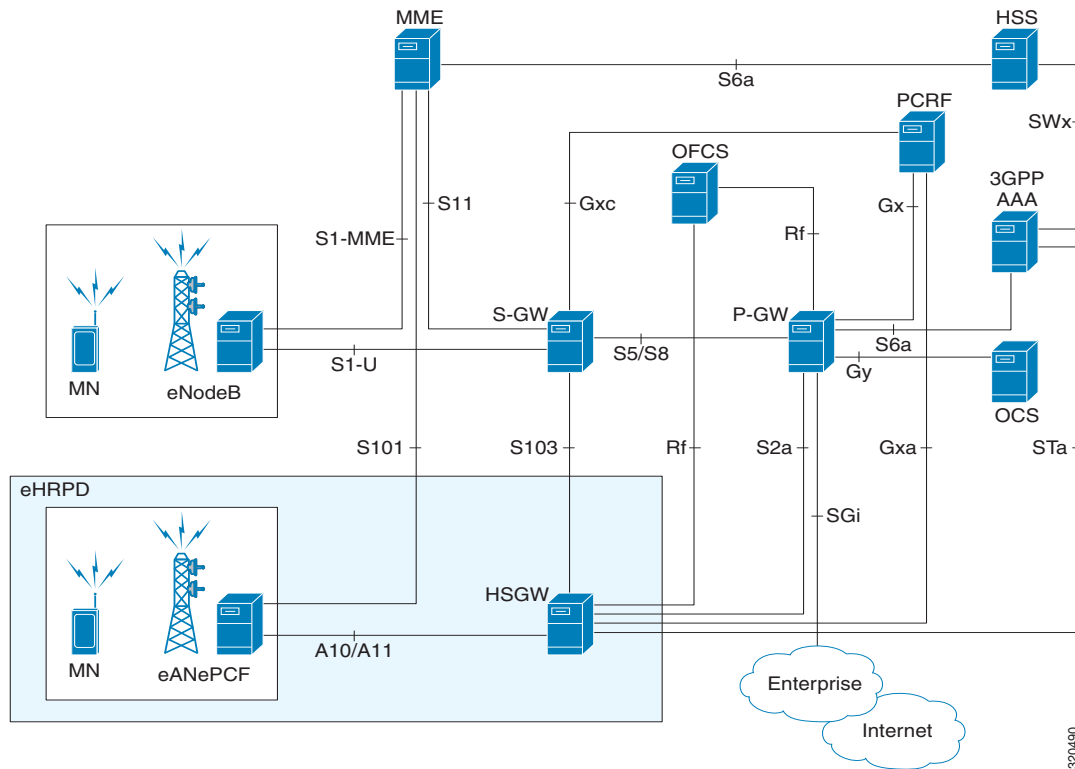 MME
HSS
S6a
PCRF
SWx
OFCS
3GPP
AAA
S11
Gxc
Gx
S1-MME
Rf
S-GW
P-GW
S5/S8
S6a
S1-U
Gy
MN
eNodeB
OCS
S101
S103
Rf
S2a
Gxa
STa
eHRPD
SGi
HSGW
A10/A11
MN
eANePCF
Enterprise
Internet
320490